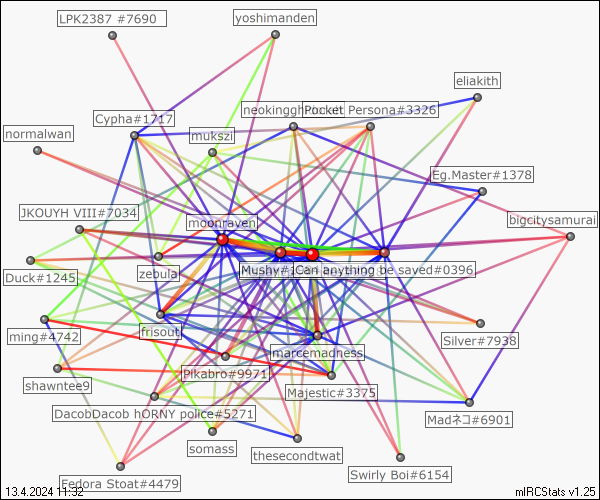 LPK2387 #7690
yoshimanden
eliakith
Cypha#1717
neokinggh
Pocket Persona#3326
normalwan
mukszi
Eg.Master#1378
JKOUYH VIII#7034
moonraven
bigcitysamurai
Duck#1245
zebulal
Mushy#
Can anything be saved#0396
ming#4742
frisout
marcemadness
Silver#7938
shawntee9
Pikabro#9971
Majestic#3375
DacobDacob hORNY police#5271
Madネコ#6901
somass
thesecondtwat
Swirly Boi#6154
Fedora Stoat#4479
13.4.2024 11:32
mIRCStats v1.25